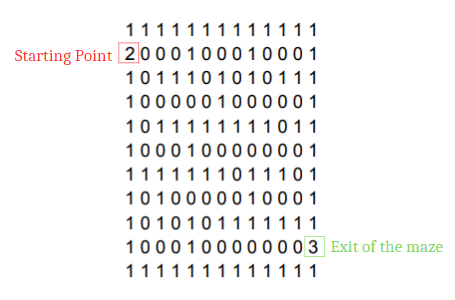 1 1 1 1 1 1 1 1 1 1 1 1 1
Starting Point 2 0 0 0 1 0 0 0 1 0 0 0 1
1 0 1 1 1 0 1 0 1 0 1 1 1
1 0 0 0 0 0 1 0 0 0 0 0 1
1 0 1 1 1 1 1 1 1 1 0 1 1
1 0 0 0 1 0 0 0 0 0 0 0 1
1 1 1 1 1 1 1 0 1 1 1 0 1
1 0 1 0 0 0 0 0 1 0 0 0 1
1 0 1 0 1 0 1 1 1 1 1 1 1
1 0 0 0 1 0 0 0 0 0 0 0 3 Exit of the maze
1 1 1 1 1 1 1 1 1 1 1 1 1